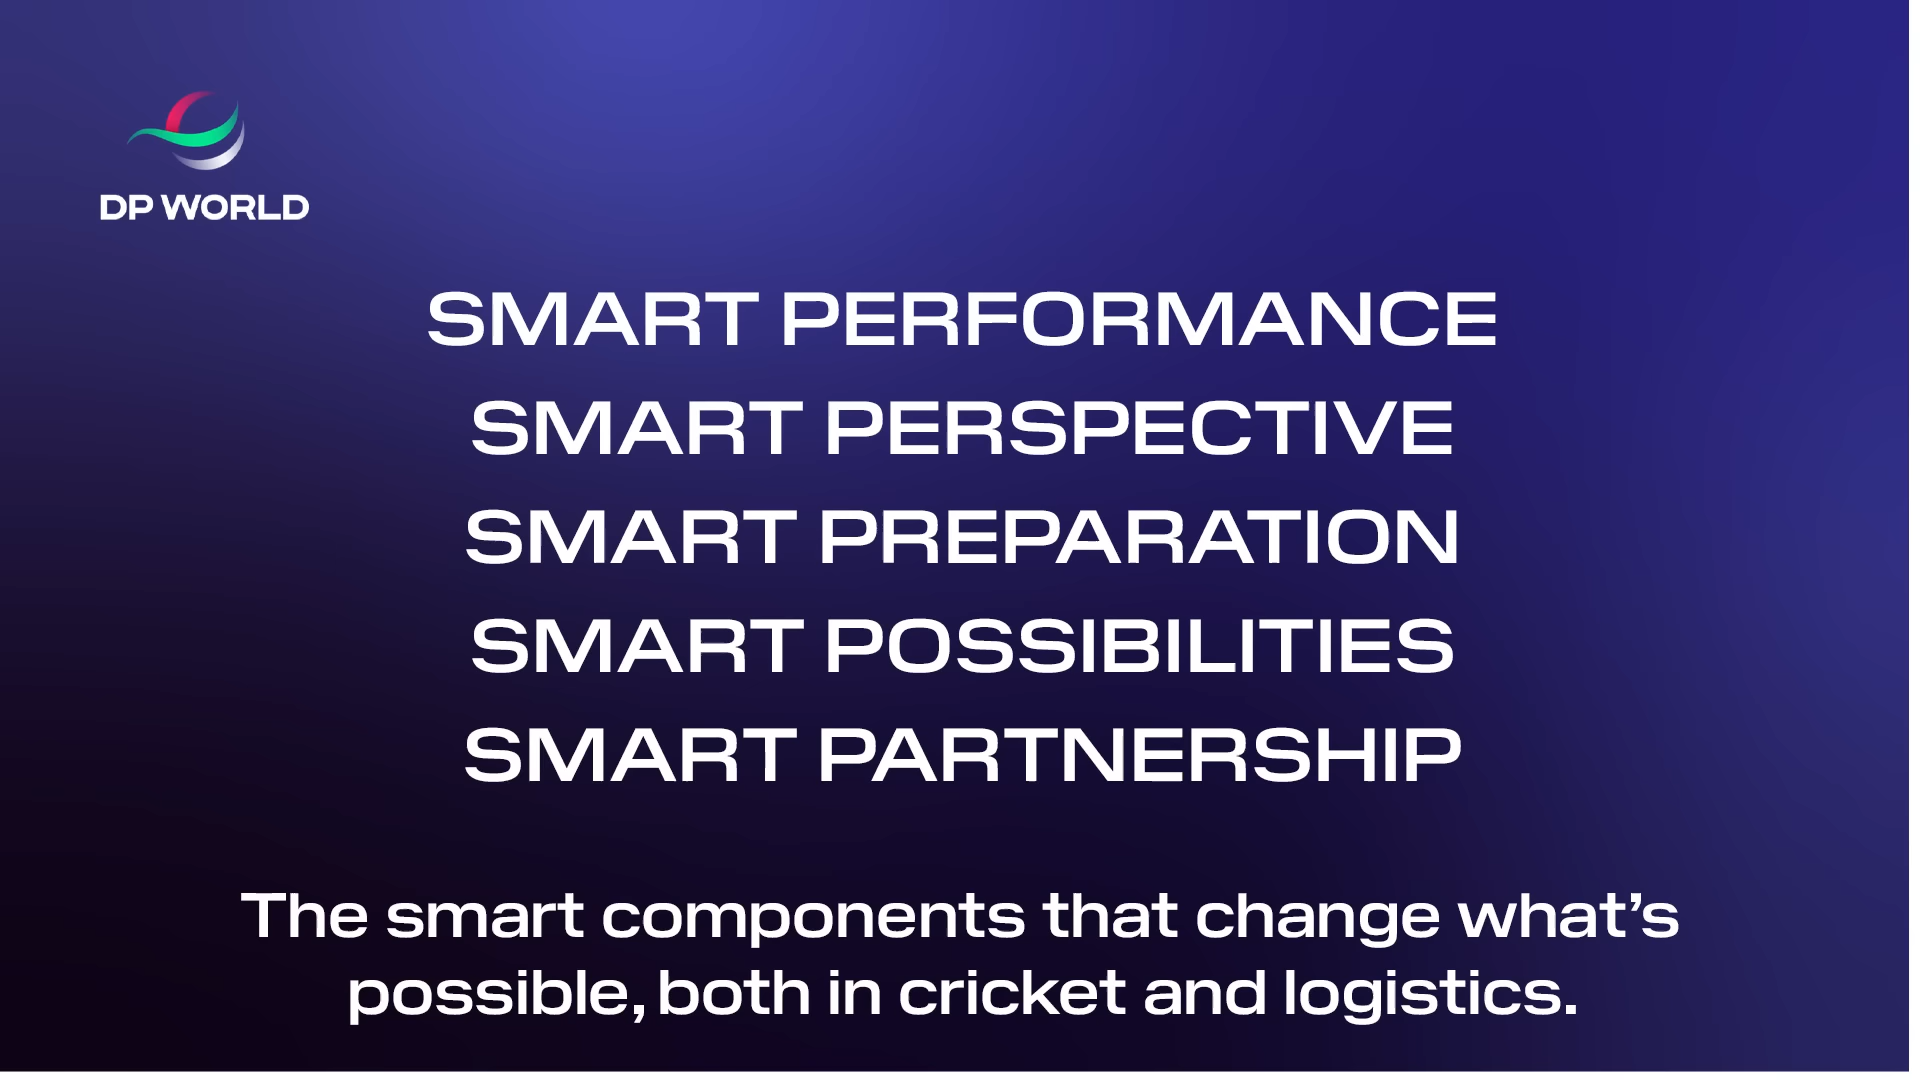 DP WORLD
SMART PERFORMANCE
SMART PERSPECTIVE
SMART PREPARATION
SMART POSSIBILITIES
SMART PARTNERSHIP
The smart components that change what’s
possible, both in cricket and logistics.